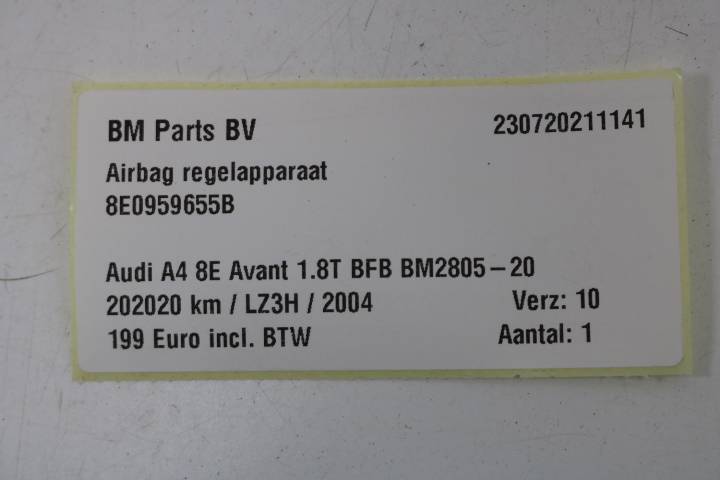 BM Parts BV 230720211141
Airbag regelapparaat
8E0959655B
Audi A4 8E Avant 1.8T BFB BM2805-20
202020 km / LZ3H / 2004 Verz: 10
199 Euro incl. BTW Aantal: 1